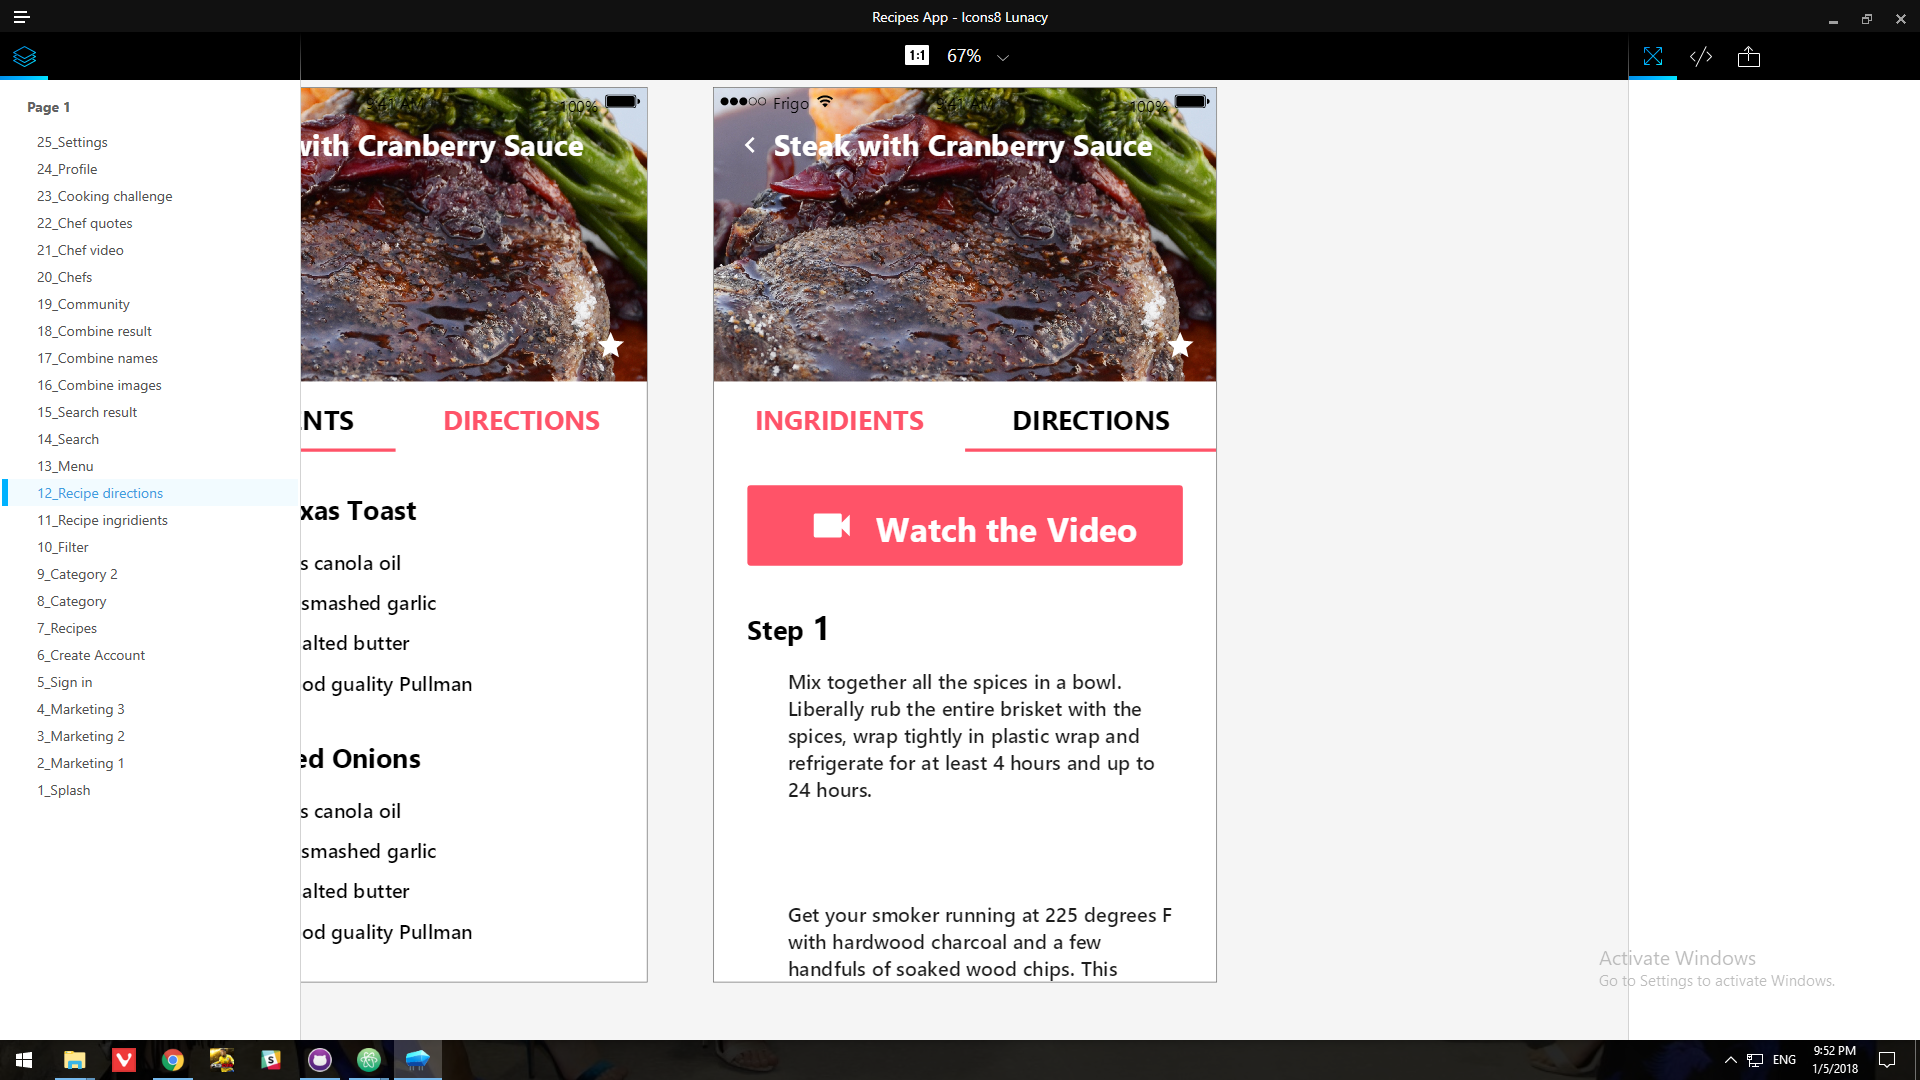 Recipes App - Icons8 Lunacy
1:1 67%
Page 1
25_Settings
24_Profile
23_Cooking challenge
22_Chef quotes
21_Chef video
20_Chefs
19_Community
18_Combine result
17_Combine names
16_Combine images
15_Search result
14_Search
13_Menu
12_Recipe directions
11_Recipe ingridients
10_Filter
9_Category 2
8_Category
7_Recipes
6_Create Account
5_Sign in
4_Marketing 3
3_Marketing 2
2_Marketing 1
1_Splash
9:41 AM 100%
with Cranberry Sauce
ENTS DIRECTIONS
xas Toast
s canola oil
smashed garlic
alted butter
od guality Pullman
ed Onions
s canola oil
smashed garlic
alted butter
od guality Pullman
Frigo 9:41 AM 100%
Steak with Cranberry Sauce
INGRIDIENTS DIRECTIONS
Watch the Video
Step 1
Mix together all the spices in a bowl.
Liberally rub the entire brisket with the
spices, wrap tightly in plastic wrap and
refrigerate for at least 4 hours and up to
24 hours.
Get your smoker running at 225 degrees F
with hardwood charcoal and a few
handfuls of soaked wood chips. This
Activate Windows
Go to Settings to activate Windows.
ENG
9:52 PM
1/5/2018